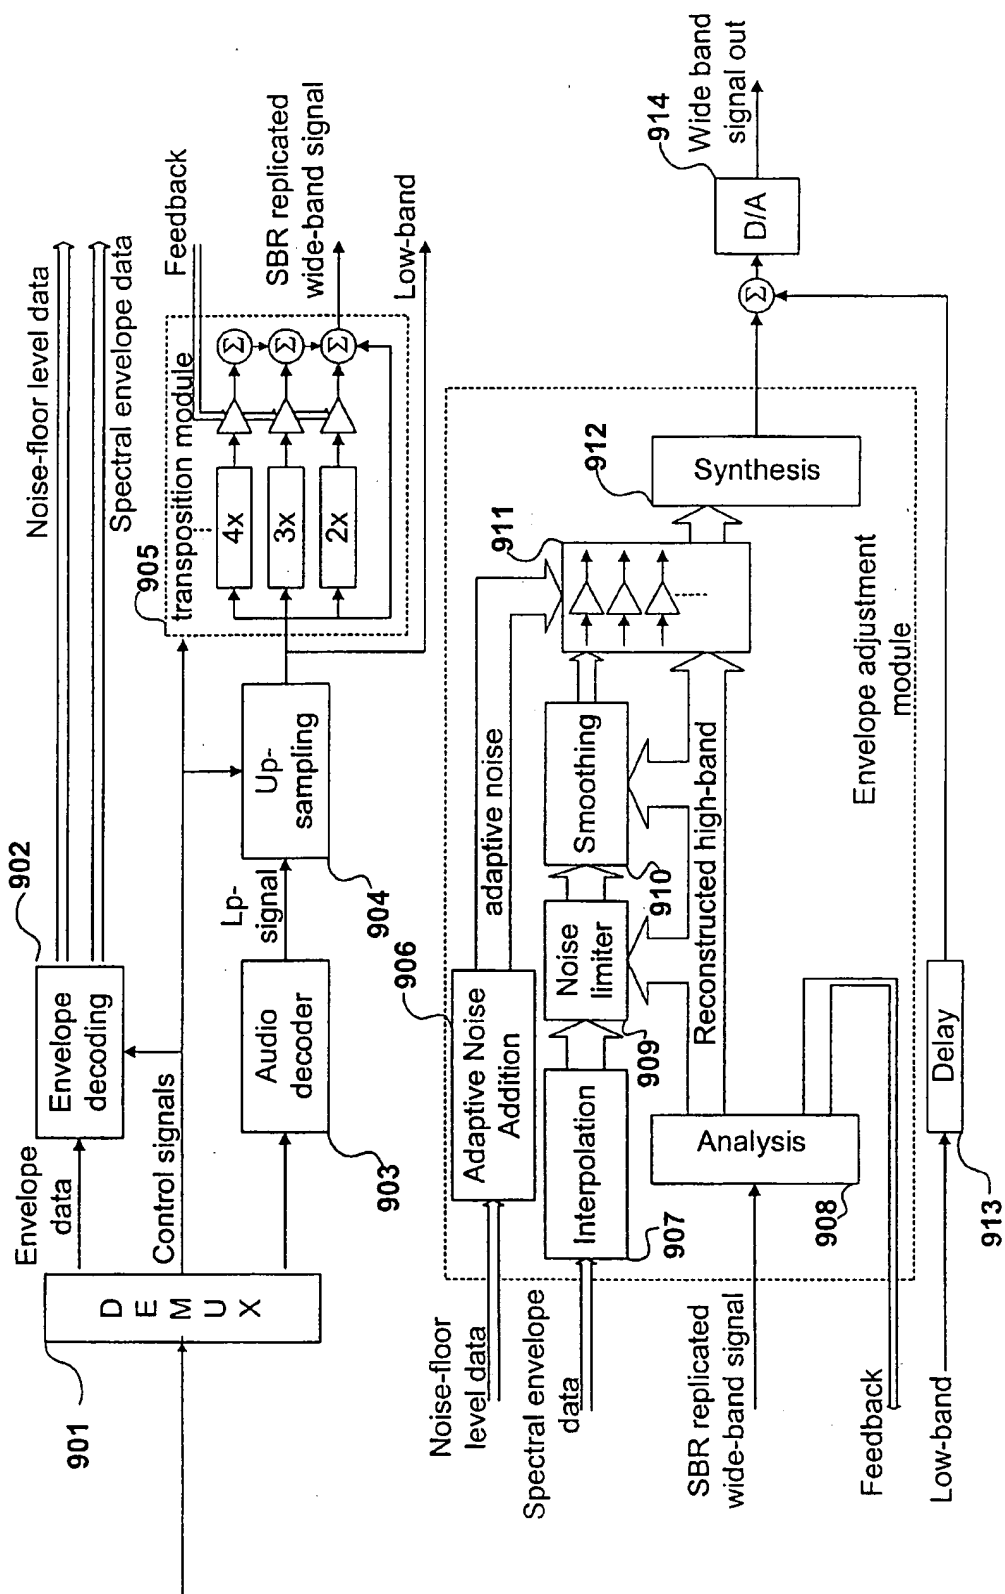 901
D
E
M
U
X
Envelope
data
Control signals
902
Envelope
decoding
Audio
decoder
903
Lp-
signal
904
Up-
sampling
905
transposition module
4x
3x
2x
Σ
Σ
Σ
Noise-floor level data
Spectral envelope data
Feedback
SBR replicated
wide-band signal
Low-band
Noise-floor
level data
Spectral envelope
data
SBR replicated
wide-band signal
Feedback
Low-band
906
Adaptive Noise
Addition
adaptive noise
Interpolation
907
Noise
limiter
909
Smoothing
910
Analysis
908
Reconstructed high-band
911
912
Synthesis
Envelope adjustment
module
Delay
913
Σ
D/A
914
Wide band
signal out